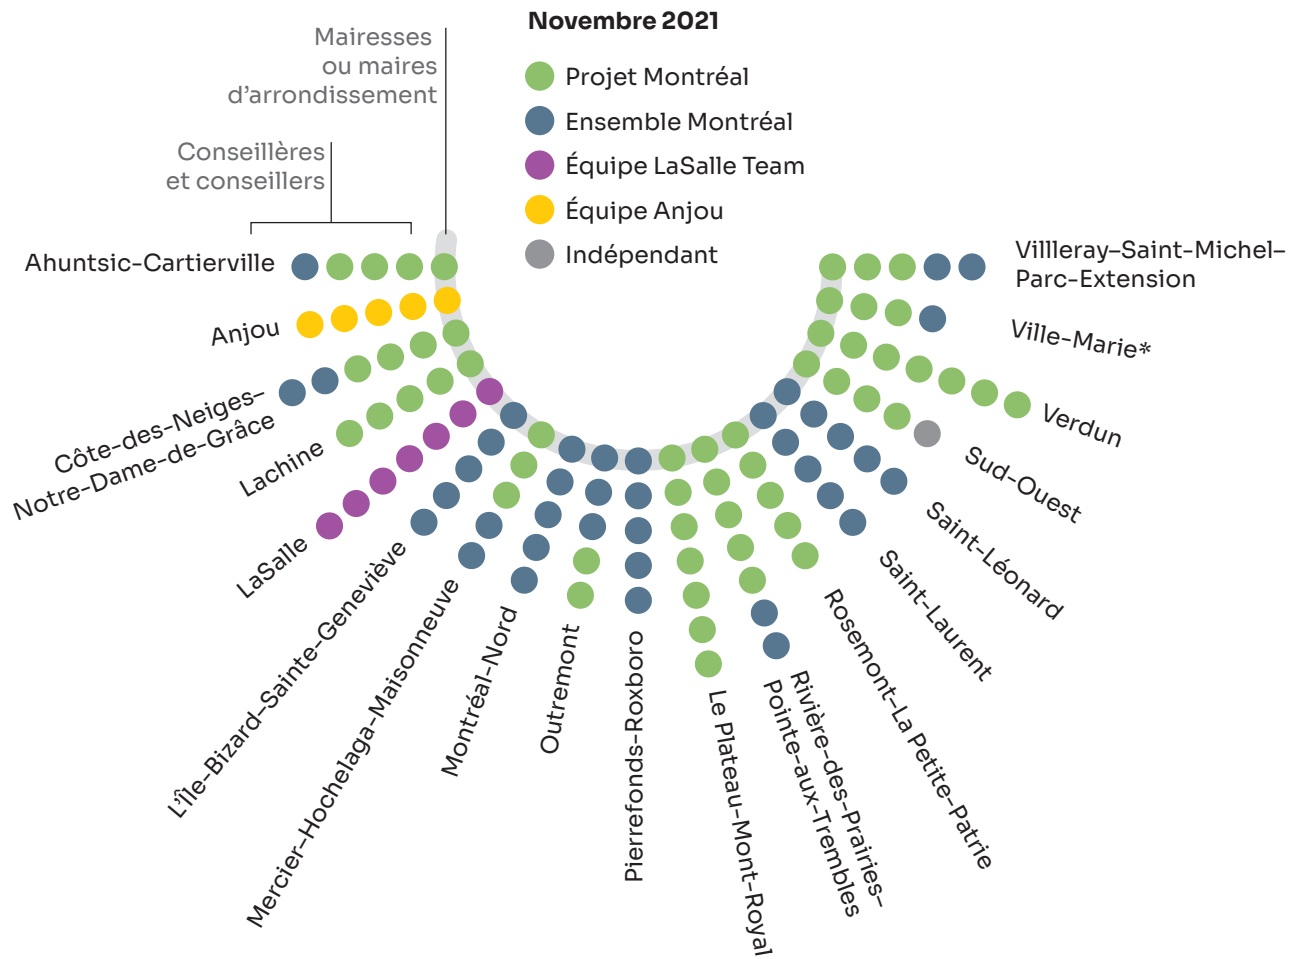 Novembre 2021
Projet Montréal
Ensemble Montréal
Équipe LaSalle Team
Équipe Anjou
Indépendant
Mairesses
ou maires
d’arrondissement
Conseillères
et conseillers
Ahuntsic-Cartierville
Anjou
Côte-des-Neiges–
Notre-Dame-de-Grâce
Lachine
LaSalle
L’Île-Bizard–Sainte-Geneviève
Mercier–Hochelaga-Maisonneuve
Montréal-Nord
Outremont
Pierrefonds-Roxboro
Le Plateau-Mont-Royal
Rivière-des-Prairies–
Pointe-aux-Trembles
Rosemont–La Petite-Patrie
Saint-Laurent
Saint-Léonard
Sud-Ouest
Verdun
Ville-Marie*
Villleray–Saint-Michel–
Parc-Extension